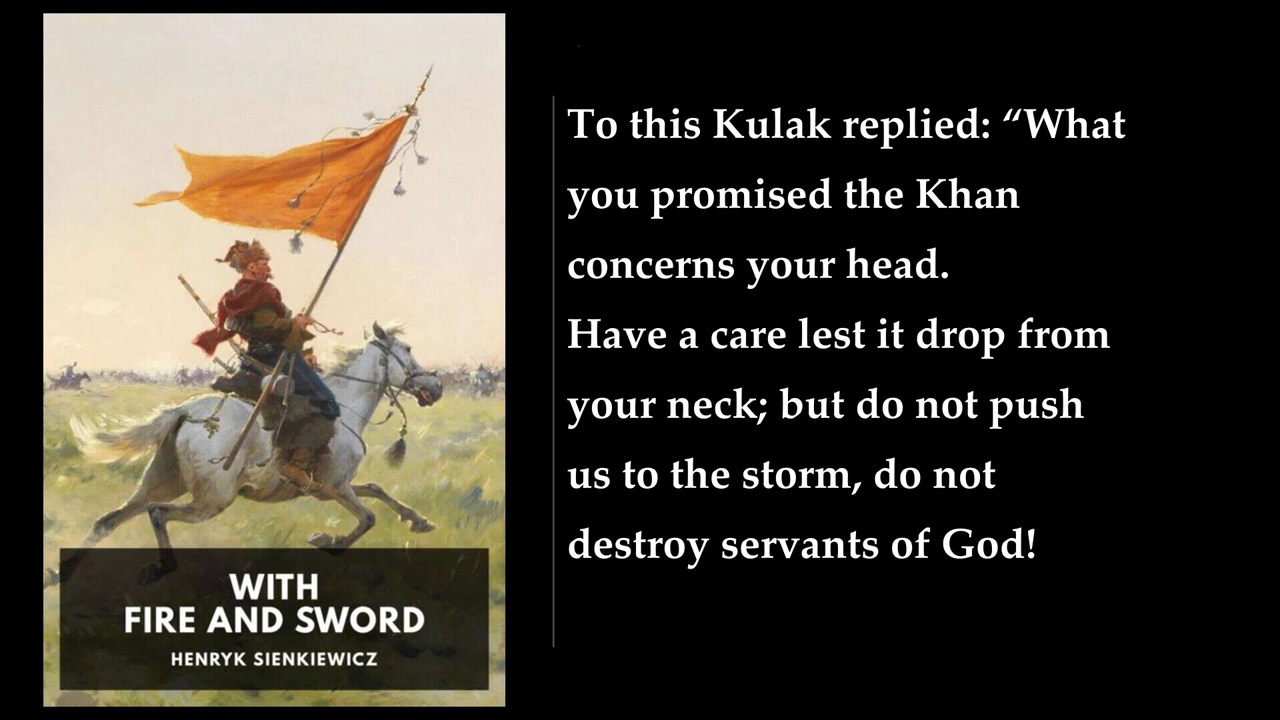 WITH
FIRE AND SWORD
HENRYK SIENKIEWICZ
To this Kulak replied: “What
you promised the Khan
concerns your head.
Have a care lest it drop from
your neck; but do not push
us to the storm, do not
destroy servants of God!